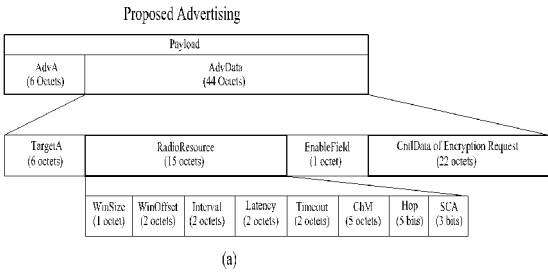 Proposed Advertising
Payload
AdvA
(6 Octets)
AdvData
(44 Octets)
TargetA
(6 octets)
RadioResource
(15 octets)
EnableField
(1 octet)
CntlData of Encryption Request
(22 octets)
WinSize
(1 octet)
WinOffset
(2 octets)
Interval
(2 octets)
Latency
(2 octets)
Timeout
(2 octets)
ChM
(5 octets)
Hop
(5 bits)
SCA
(3 bits)
(a)